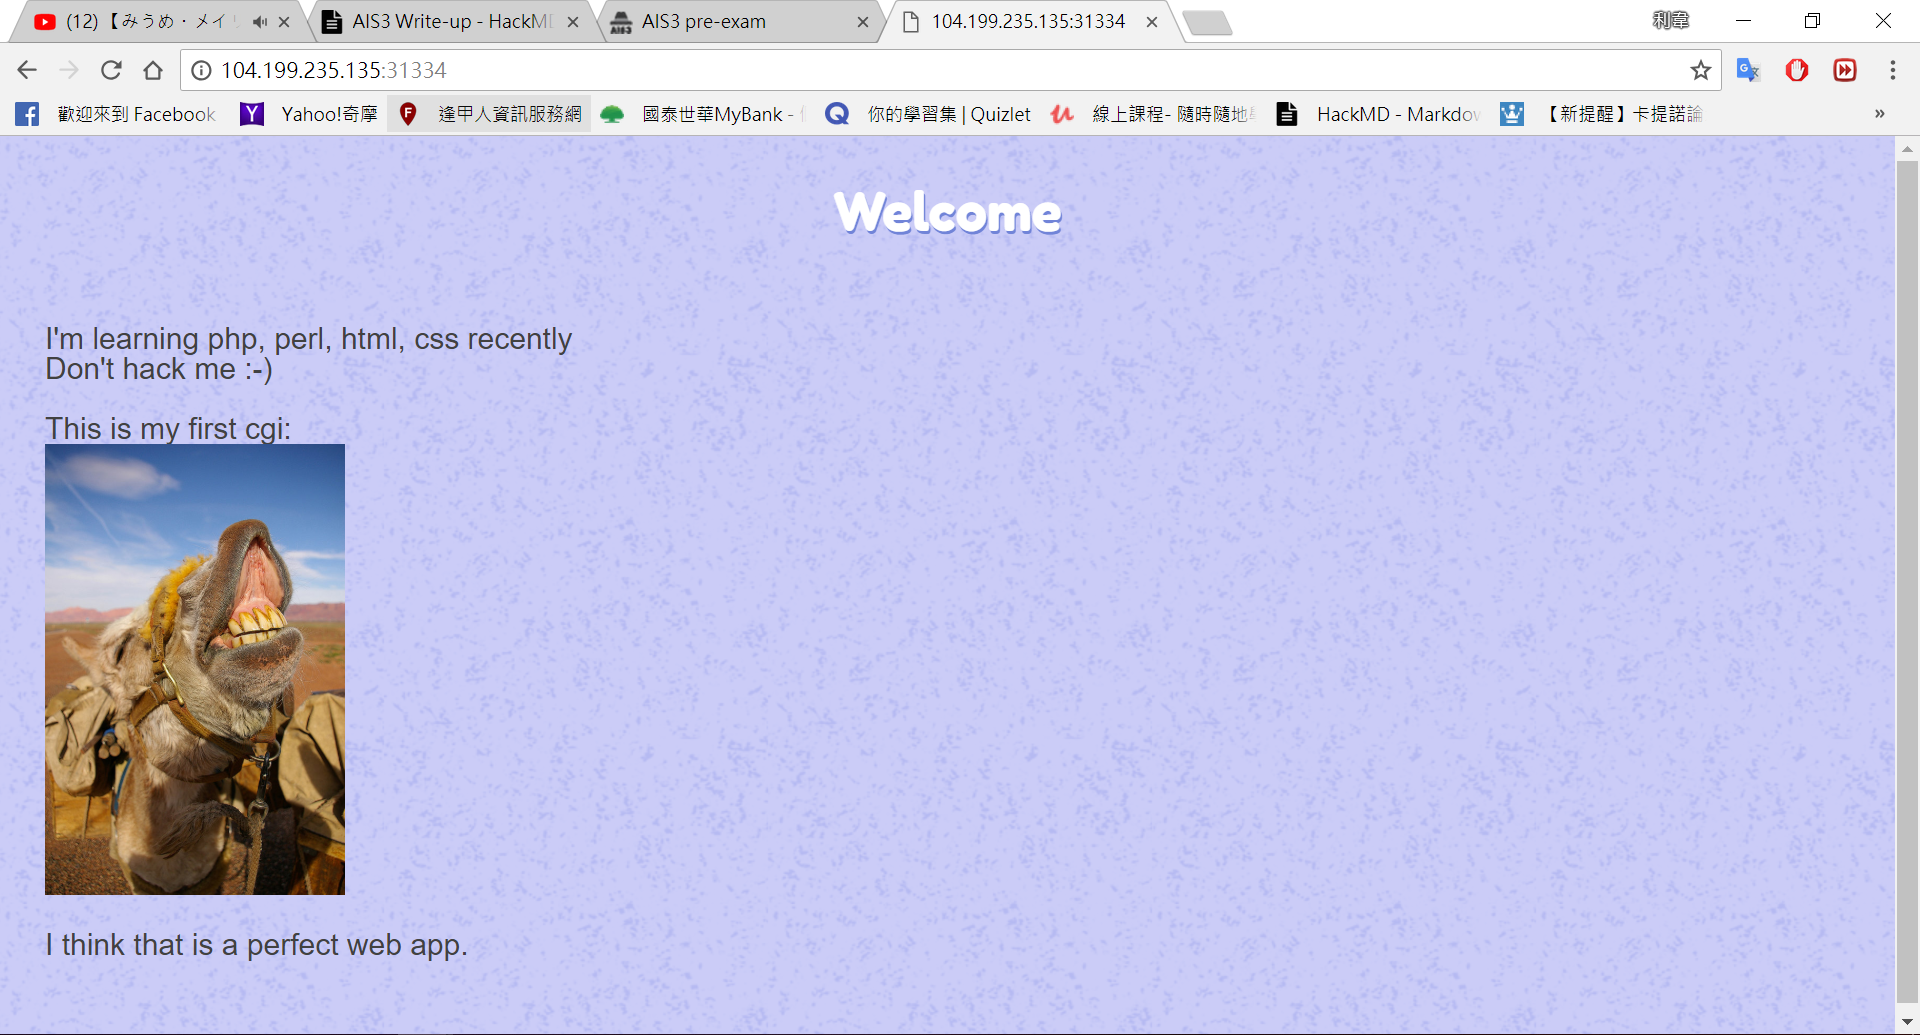 (12)【みうめ・メイリ
AIS3 Write-up - HackMD
AIS3 pre-exam
104.199.235.135:31334
利韋
104.199.235.135:31334
歡迎來到 Facebook
Yahoo!奇摩
逢甲人資訊服務網
國泰世華MyBank -
你的學習集 | Quizlet
線上課程- 隨時隨地
HackMD - Markdow
【新提醒】卡提諾論
»
Welcome
I'm learning php, perl, html, css recently
Don't hack me :-)
This is my first cgi:
I think that is a perfect web app.